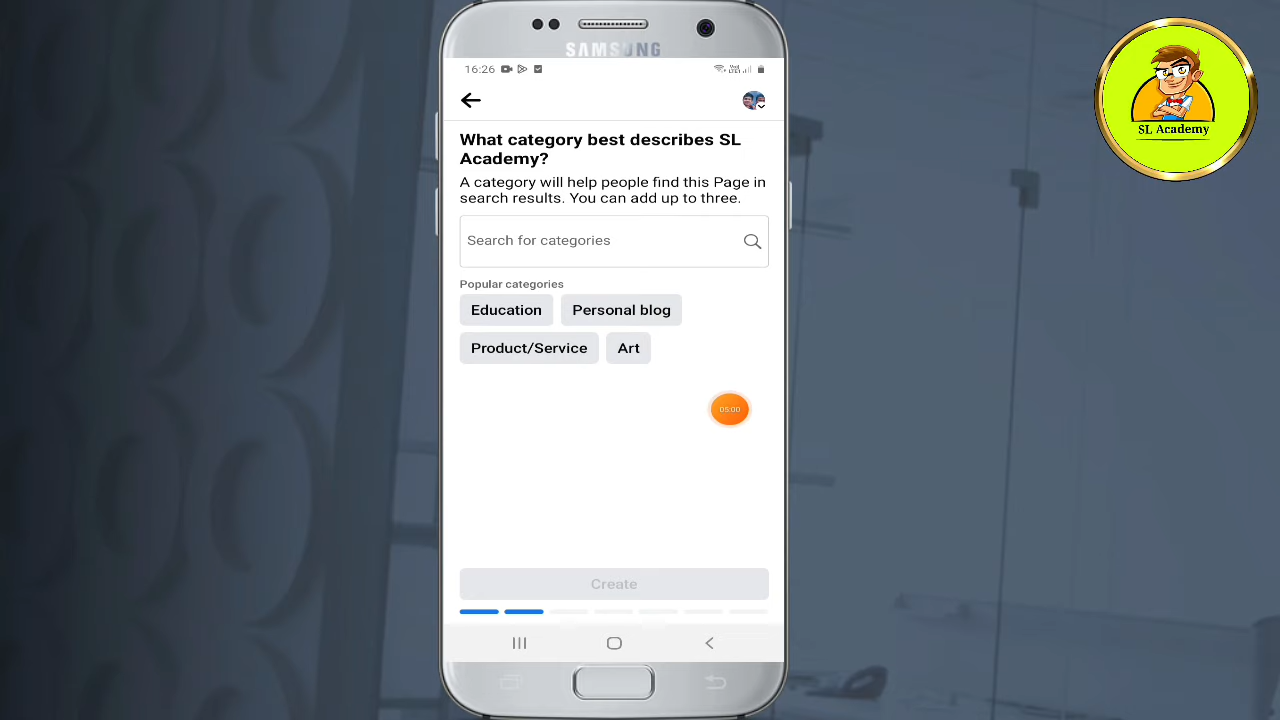 SAMSUNG
16:26
What category best describes SL
Academy?
A category will help people find this Page in
search results. You can add up to three.
Search for categories
Popular categories
Education
Personal blog
Product/Service
Art
05:00
Create
SL Academy